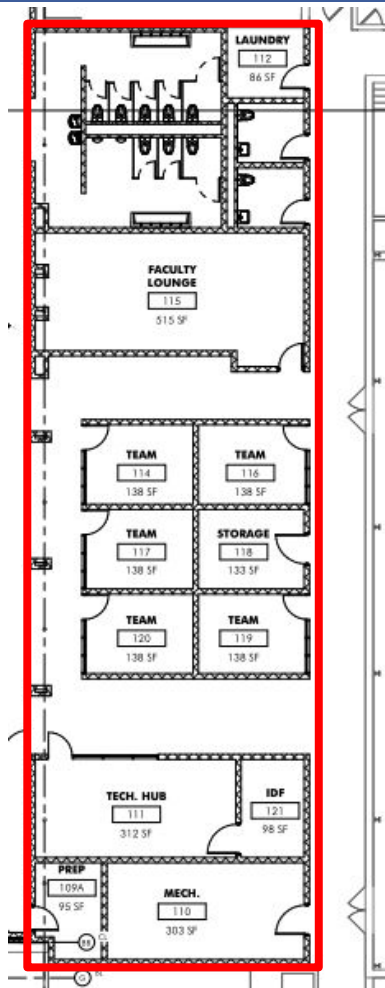 LAUNDRY
112
86 SF
FACULTY
LOUNGE
115
515 SF
TEAM
114
138 SF
TEAM
116
138 SF
TEAM
117
138 SF
STORAGE
118
133 SF
TEAM
120
138 SF
TEAM
119
138 SF
TECH. HUB
111
312 SF
IDF
121
98 SF
PREP
109A
95 SF
MECH.
110
303 SF
G